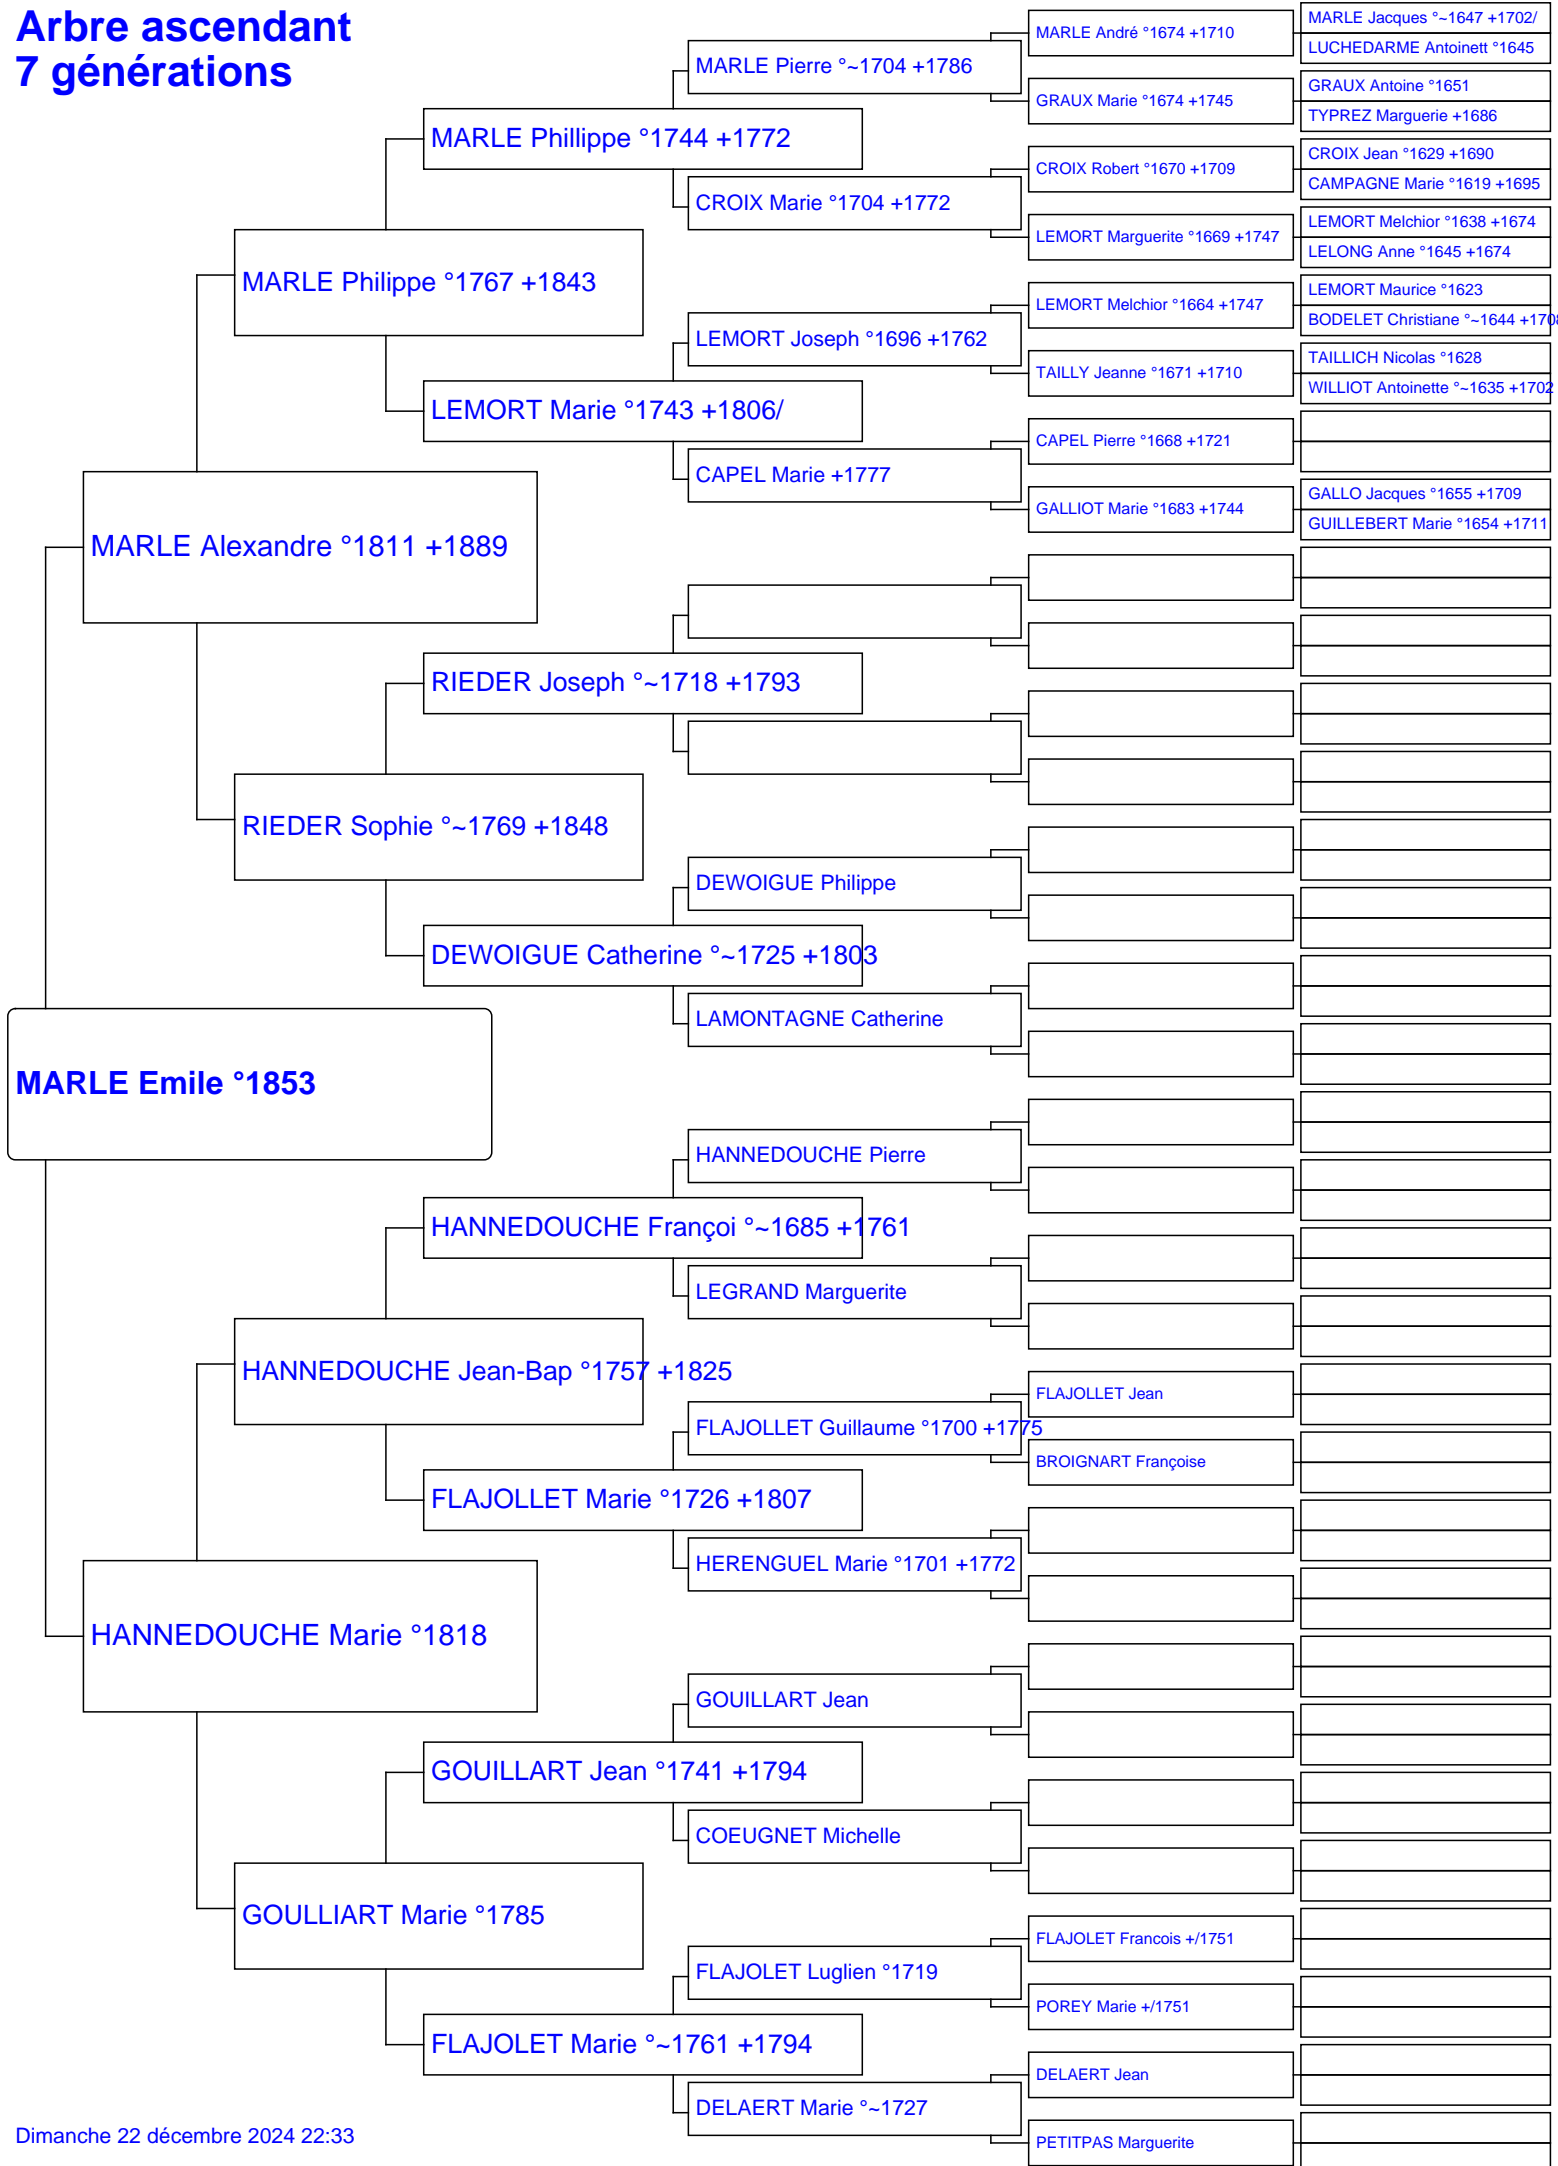 Arbre ascendant
7 générations
MARLE Emile °1853
MARLE Alexandre °1811 +1889
HANNEDOUCHE Marie °1818
MARLE Philippe °1767 +1843
RIEDER Sophie °~1769 +1848
HANNEDOUCHE Jean-Bap °1757 +1825
GOULLIART Marie °1785
MARLE Phillippe °1744 +1772
LEMORT Marie °1743 +1806/
RIEDER Joseph °~1718 +1793
DEWOIGUE Catherine °~1725 +1803
HANNEDOUCHE Françoi °~1685 +1761
FLAJOLLET Marie °1726 +1807
GOUILLART Jean °1741 +1794
FLAJOLET Marie °~1761 +1794
MARLE Pierre °~1704 +1786
CROIX Marie °1704 +1772
LEMORT Joseph °1696 +1762
CAPEL Marie +1777
DEWOIGUE Philippe
LAMONTAGNE Catherine
HANNEDOUCHE Pierre
LEGRAND Marguerite
FLAJOLLET Guillaume °1700 +1775
HERENGUEL Marie °1701 +1772
GOUILLART Jean
COEUGNET Michelle
FLAJOLET Luglien °1719
DELAERT Marie °~1727
MARLE André °1674 +1710
GRAUX Marie °1674 +1745
CROIX Robert °1670 +1709
LEMORT Marguerite °1669 +1747
LEMORT Melchior °1664 +1747
TAILLY Jeanne °1671 +1710
CAPEL Pierre °1668 +1721
GALLIOT Marie °1683 +1744
FLAJOLLET Jean
BROIGNART Françoise
FLAJOLET Francois +/1751
POREY Marie +/1751
DELAERT Jean
PETITPAS Marguerite
MARLE Jacques °~1647 +1702/
LUCHEDARME Antoinett °1645
GRAUX Antoine °1651
TYPREZ Marguerie +1686
CROIX Jean °1629 +1690
CAMPAGNE Marie °1619 +1695
LEMORT Melchior °1638 +1674
LELONG Anne °1645 +1674
LEMORT Maurice °1623
BODELET Christiane °~1644 +1708
TAILLICH Nicolas °1628
WILLIOT Antoinette °~1635 +1702
GALLO Jacques °1655 +1709
GUILLEBERT Marie °1654 +1711
Dimanche 22 décembre 2024 22:33